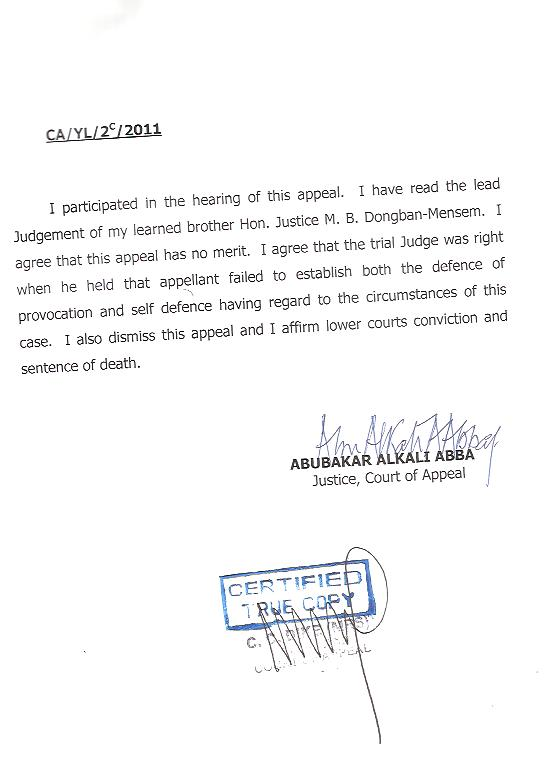 CA/YL/2C/2011
I participated in the hearing of this appeal. I have read the lead
Judgement of my learned brother Hon. Justice M. B. Dongban-Mensem. I
agree that this appeal has no merit. I agree that the trial Judge was right
when he held that appellant failed to establish both the defence of
provocation and self defence having regard to the circumstances of this
case. I also dismiss this appeal and I affirm lower courts conviction and
sentence of death.
ABUBAKAR ALKALI ABBA
Justice, Court of Appeal
CERTIFIED
TRUE COPY